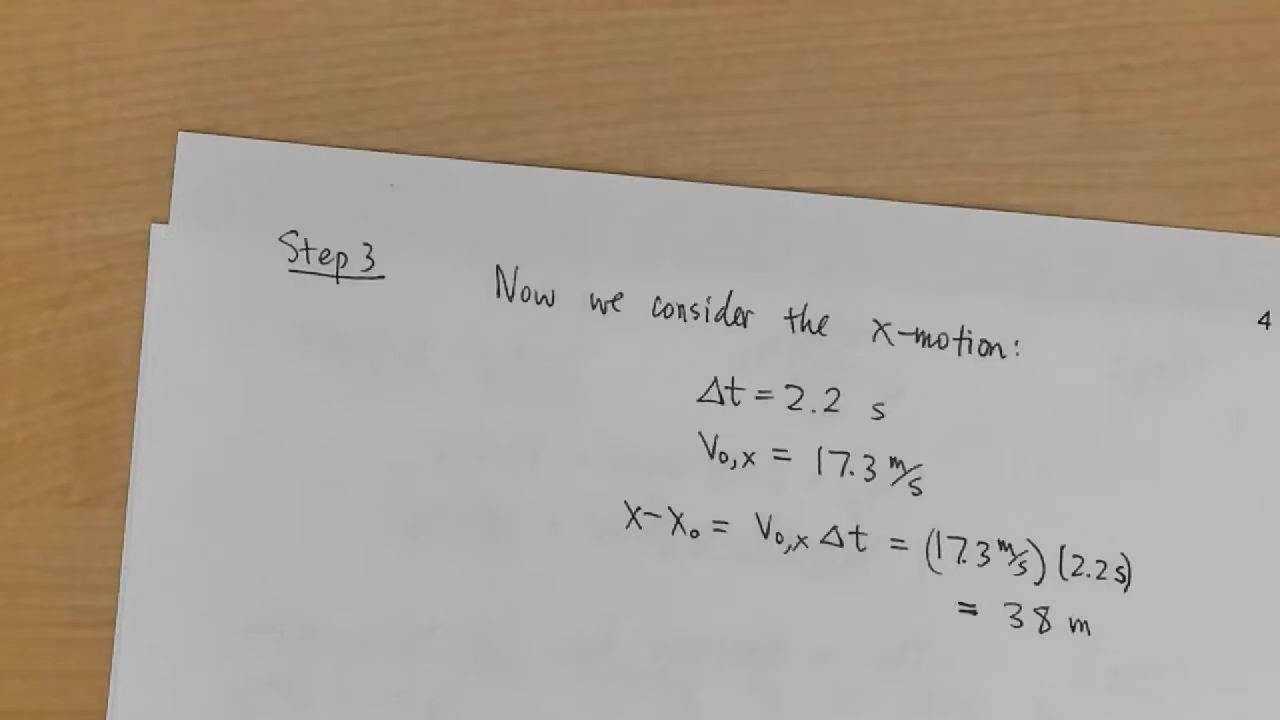 Step 3
Now we consider the x-motion:
4
Δt = 2.2 s
V₀,ₓ = 17.3 m/s
x-x₀ = V₀,ₓ Δt = (17.3 m/s) (2.2 s)
= 38 m